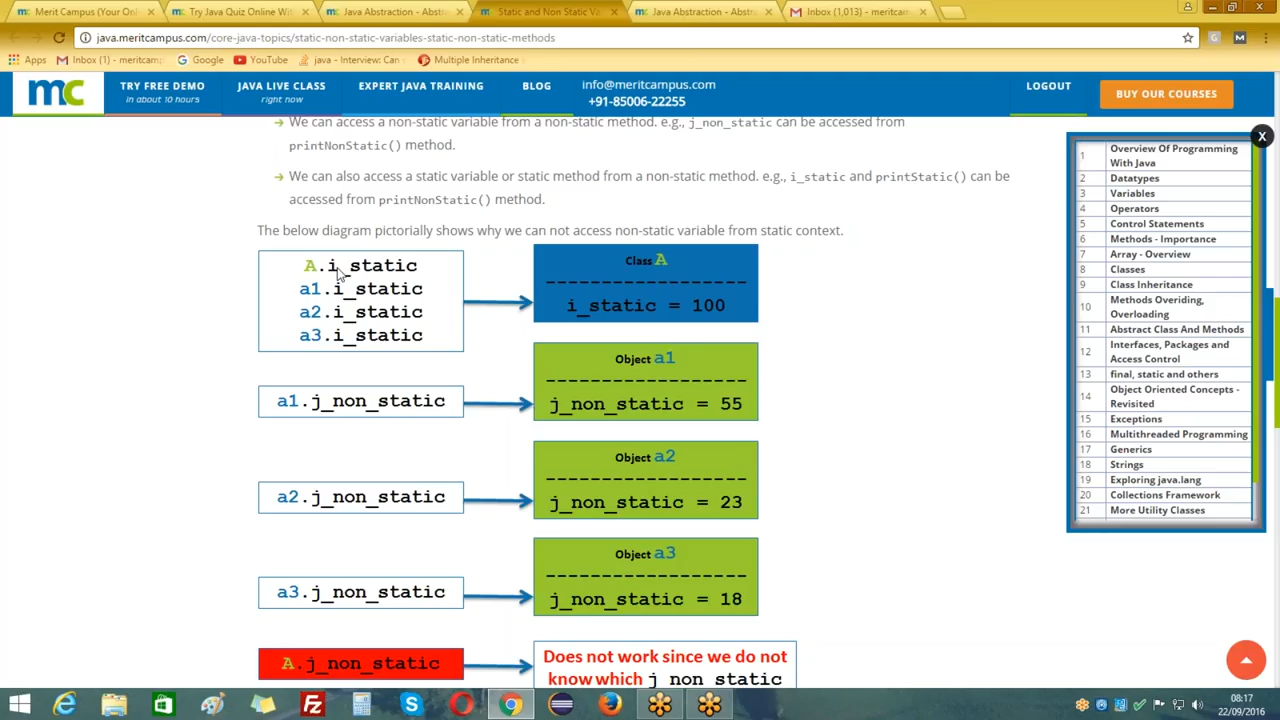 Merit Campus (Your Onl
Try Java Quiz Online Wit
Java Abstraction - Abstr
Static and Non Static Va
Java Abstraction - Abstr
Inbox (1,013) - meritcam
java.meritcampus.com/core-java-topics/static-non-static-variables-static-non-static-methods
Apps
Inbox (1) - meritcamp
Google
YouTube
java - Interview: Can
Multiple Inheritance
mc
TRY FREE DEMO
in about 10 hours
JAVA LIVE CLASS
right now
EXPERT JAVA TRAINING
BLOG
info@meritcampus.com
+91-85006-22255
LOGOUT
BUY OUR COURSES
We can access a non-static variable from a non-static method. e.g., j_non_static can be accessed from
printNonStatic() method.
We can also access a static variable or static method from a non-static method. e.g., i_static and printStatic() can be
accessed from printNonStatic() method.
The below diagram pictorially shows why we can not access non-static variable from static context.
A.i_static
a1.i_static
a2.i_static
a3.i_static
Class A
------------------
i_static = 100
a1.j_non_static
Object a1
------------------
j_non_static = 55
a2.j_non_static
Object a2
------------------
j_non_static = 23
a3.j_non_static
Object a3
------------------
j_non_static = 18
A.j_non_static
Does not work since we do not
know which j non static
X
1 Overview Of Programming
With Java
2 Datatypes
3 Variables
4 Operators
5 Control Statements
6 Methods - Importance
7 Array - Overview
8 Classes
9 Class Inheritance
10 Methods Overiding,
Overloading
11 Abstract Class And Methods
12 Interfaces, Packages and
Access Control
13 final, static and others
14 Object Oriented Concepts -
Revisited
15 Exceptions
16 Multithreaded Programming
17 Generics
18 Strings
19 Exploring java.lang
20 Collections Framework
21 More Utility Classes
08:17
22/09/2016